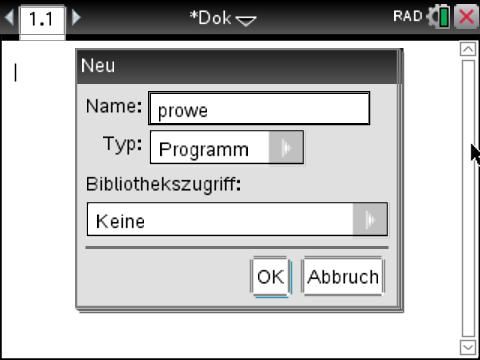 1.1
*Dok
RAD
Neu
Name: prowe
Typ: Programm
Bibliothekszugriff:
Keine
OK Abbruch